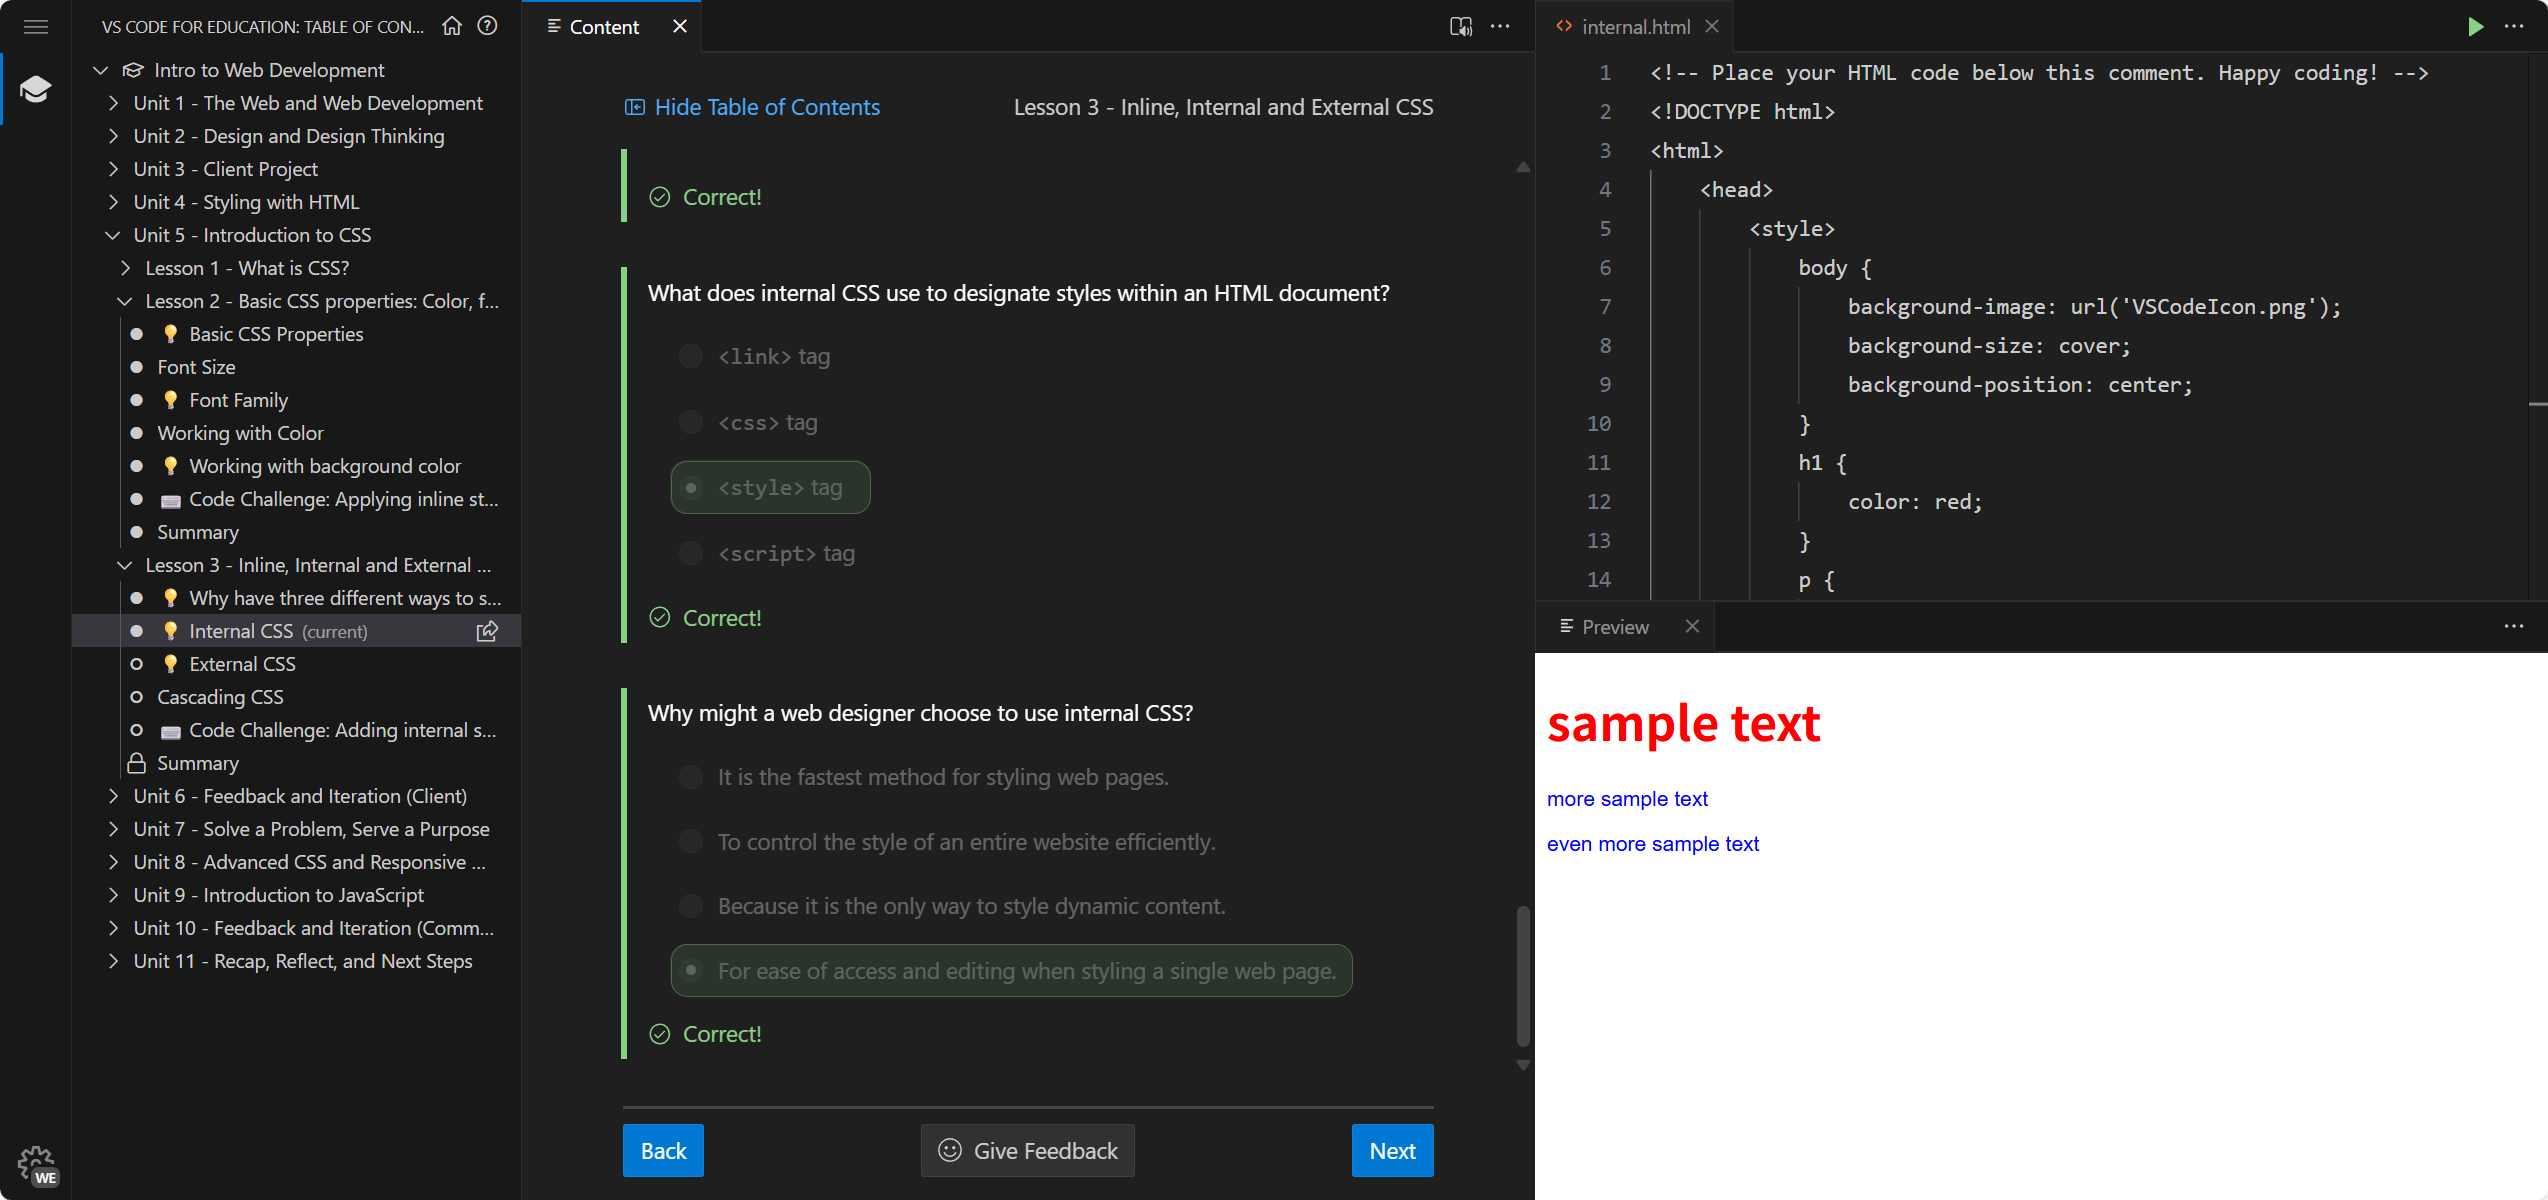 VS CODE FOR EDUCATION: TABLE OF CON...
Intro to Web Development
Unit 1 - The Web and Web Development
Unit 2 - Design and Design Thinking
Unit 3 - Client Project
Unit 4 - Styling with HTML
Unit 5 - Introduction to CSS
Lesson 1 - What is CSS?
Lesson 2 - Basic CSS properties: Color, f...
Basic CSS Properties
Font Size
Font Family
Working with Color
Working with background color
Code Challenge: Applying inline st...
Summary
Lesson 3 - Inline, Internal and External ...
Why have three different ways to s...
Internal CSS (current)
External CSS
Cascading CSS
Code Challenge: Adding internal s...
Summary
Unit 6 - Feedback and Iteration (Client)
Unit 7 - Solve a Problem, Serve a Purpose
Unit 8 - Advanced CSS and Responsive ...
Unit 9 - Introduction to JavaScript
Unit 10 - Feedback and Iteration (Comm...
Unit 11 - Recap, Reflect, and Next Steps
WE
Content
Hide Table of Contents
Lesson 3 - Inline, Internal and External CSS
Correct!
What does internal CSS use to designate styles within an HTML document?
<link> tag
<css> tag
<style> tag
<script> tag
Correct!
Why might a web designer choose to use internal CSS?
It is the fastest method for styling web pages.
To control the style of an entire website efficiently.
Because it is the only way to style dynamic content.
For ease of access and editing when styling a single web page.
Correct!
Back
Give Feedback
Next
internal.html
1 <!-- Place your HTML code below this comment. Happy coding! -->
2 <!DOCTYPE html>
3 <html>
4 <head>
5 <style>
6 body {
7 background-image: url('VSCodeIcon.png');
8 background-size: cover;
9 background-position: center;
10 }
11 h1 {
12 color: red;
13 }
14 p {
Preview
sample text
more sample text
even more sample text